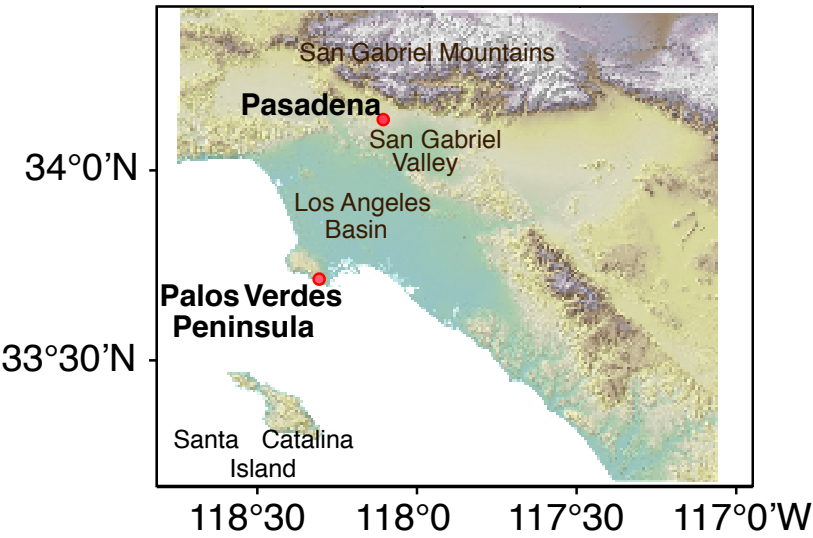 San Gabriel Mountains
Pasadena
San Gabriel
Valley
34°0'N
Los Angeles
Basin
Palos Verdes
Peninsula
33°30'N
Santa Catalina
Island
118°30 118°0 117°30 117°0'W